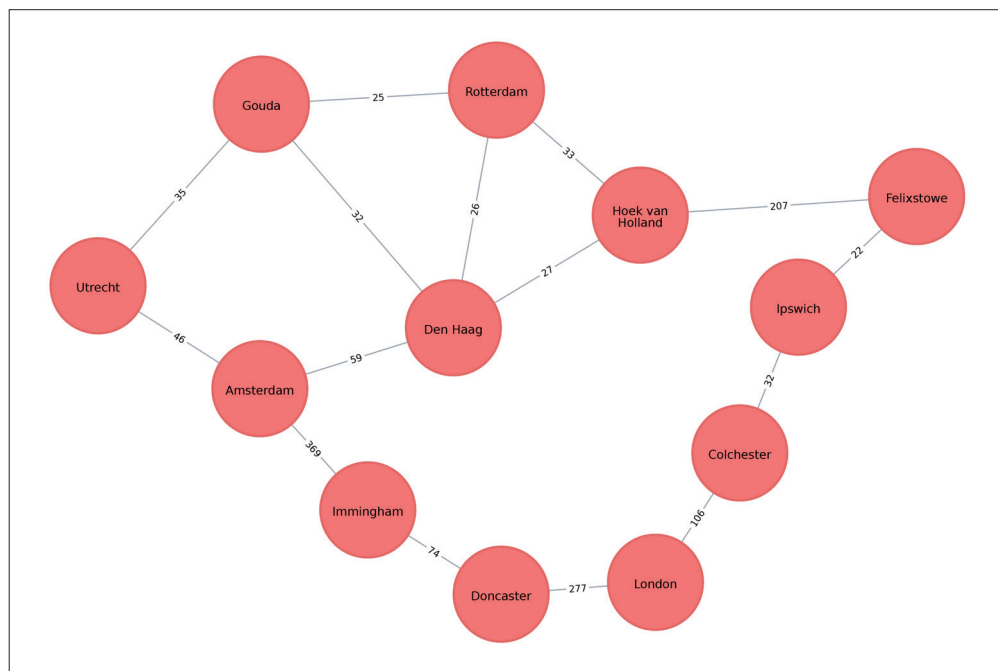 Rotterdam
25
Gouda
33
Felixstowe
35
32
26
Hoek van
Holland
207
22
27
Utrecht
Ipswich
Den Haag
46
59
32
Amsterdam
369
Colchester
Immingham
106
74
London
277
Doncaster